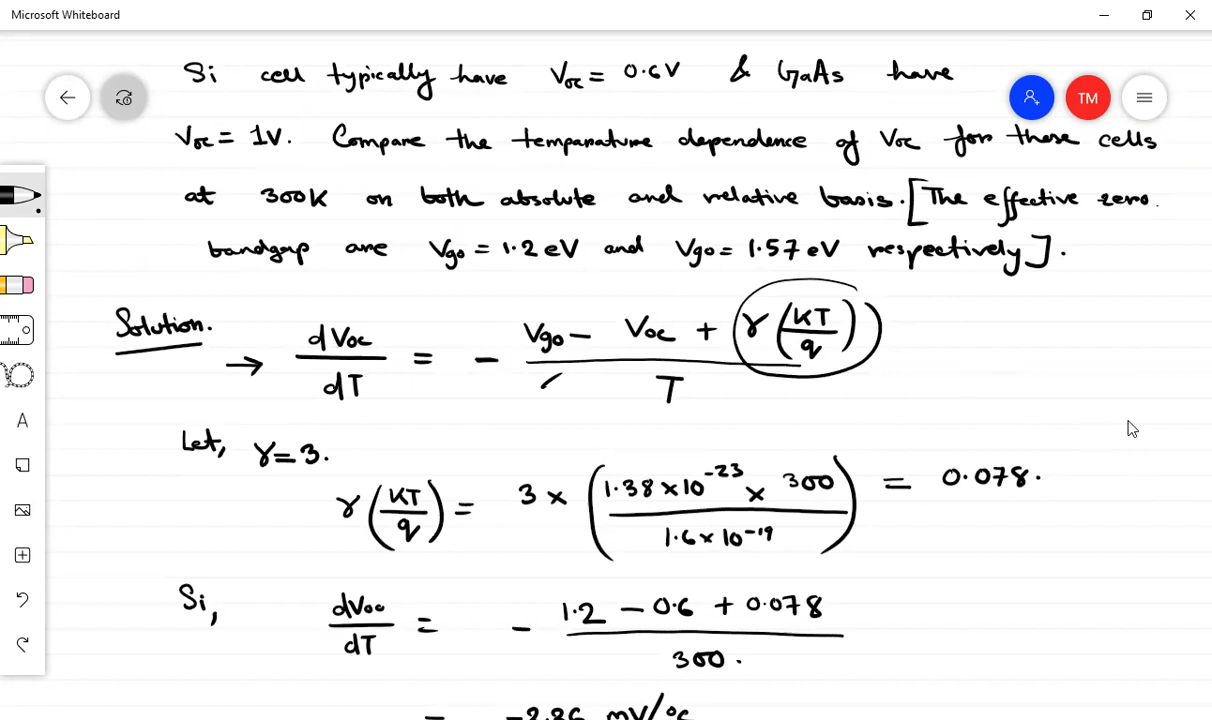 Microsoft Whiteboard
Si cell typically have Voc = 0.6V & GaAs have
Voc = 1V. Compare the temparature dependence of Voc for these cells
TM
at 300K on both absolute and relative basis. [The effective zero.
bandgap are Vgo = 1.2 eV and Vgo = 1.57 eV respectively].
Solution. → dVoc/dT = - (Vgo - Voc + γ(KT/q))/T
Let, γ = 3.
γ(KT/q) = 3 × (1.38 × 10^-23 × 300 / 1.6 × 10^-19) = 0.078.
Si, dVoc/dT = - (1.2 - 0.6 + 0.078)/300.
= -2.26 mV/°C
A